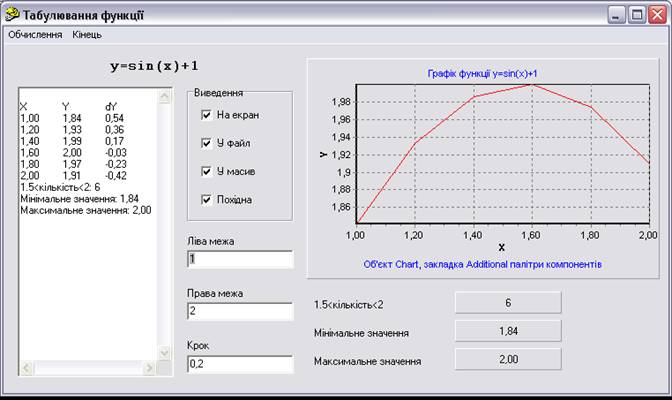 Табулювання функції
Обчислення Кінець
y=sin(x)+1
X Y dY
1,00 1,84 0,54
1,20 1,93 0,36
1,40 1,99 0,17
1,60 2,00 -0,03
1,80 1,97 -0,23
2,00 1,91 -0,42
1.5<кількість<2: 6
Мінімальне значення: 1,84
Максимальне значення: 2,00
Виведення
На екран
У файл
У масив
Похідна
Ліва межа
1
Права межа
2
Крок
0,2
Графік функції y=sin(x)+1
Y
1,98
1,96
1,94
1,92
1,9
1,88
1,86
1,00 1,20 1,40 1,60 1,80 2,00
X
Об'єкт Chart, закладка Additional палітри компонентів
1.5<кількість<2 6
Мінімальне значення 1,84
Максимальне значення 2,00